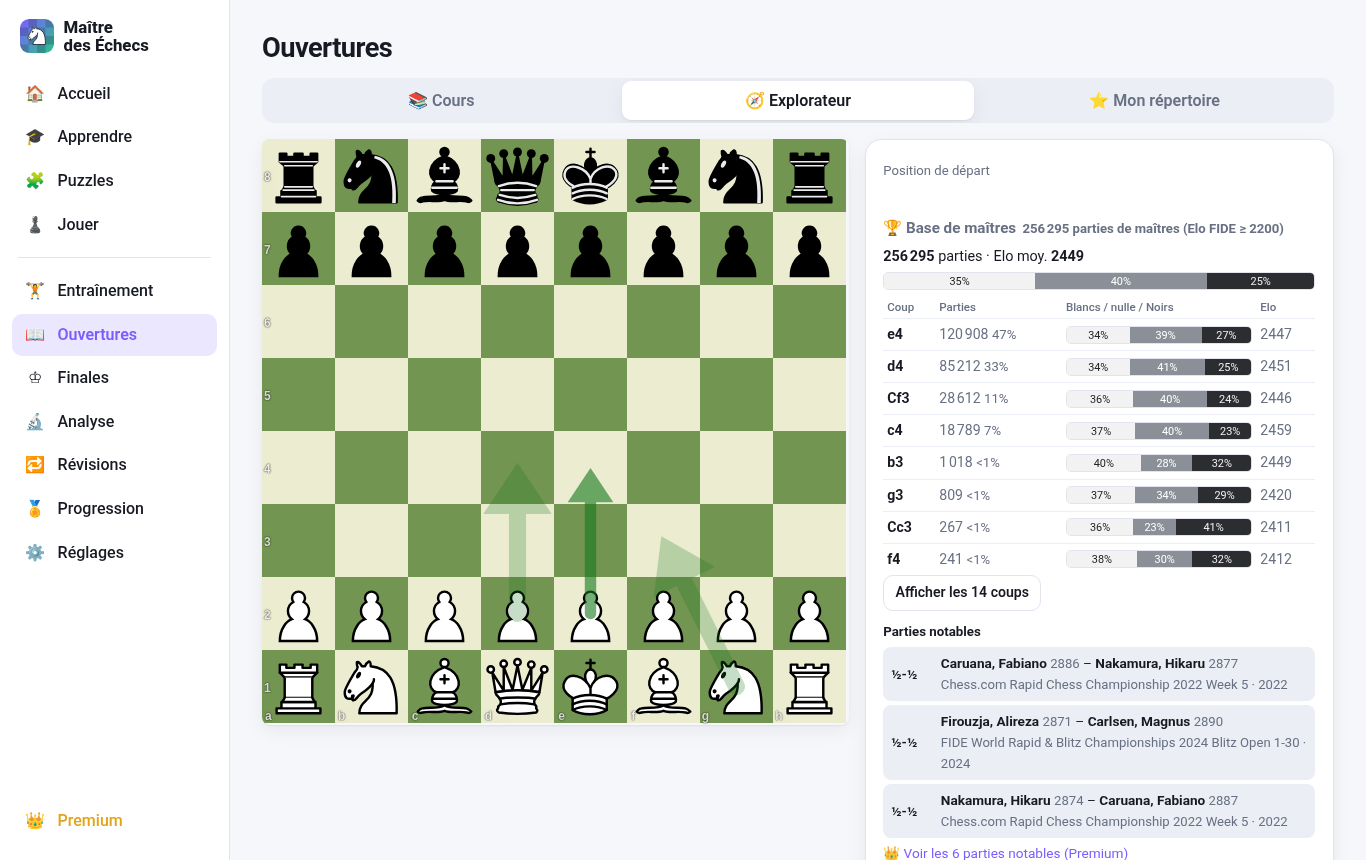 Maître
des Échecs
Accueil
Apprendre
Puzzles
Jouer
Entraînement
Ouvertures
Finales
Analyse
Révisions
Progression
Réglages
Premium
Ouvertures
Cours
Explorateur
Mon répertoire
8
7
6
5
4
3
2
1
a b c d e f g h
Position de départ
Base de maîtres 256 295 parties de maîtres (Elo FIDE ≥ 2200)
256 295 parties · Elo moy. 2449
35% 40% 25%
Coup Parties Blancs / nulle / Noirs Elo
e4 120 908 47% 34% 39% 27% 2447
d4 85 212 33% 34% 41% 25% 2451
Cf3 28 612 11% 36% 40% 24% 2446
c4 18 789 7% 37% 40% 23% 2459
b3 1 018 <1% 40% 28% 32% 2449
g3 809 <1% 37% 34% 29% 2420
Cc3 267 <1% 36% 23% 41% 2411
f4 241 <1% 38% 30% 32% 2412
Afficher les 14 coups
Parties notables
½-½ Caruana, Fabiano 2886 – Nakamura, Hikaru 2877
Chess.com Rapid Chess Championship 2022 Week 5 · 2022
½-½ Firouzja, Alireza 2871 – Carlsen, Magnus 2890
FIDE World Rapid & Blitz Championships 2024 Blitz Open 1-30 ·
2024
½-½ Nakamura, Hikaru 2874 – Caruana, Fabiano 2887
Chess.com Rapid Chess Championship 2022 Week 5 · 2022
Voir les 6 parties notables (Premium)